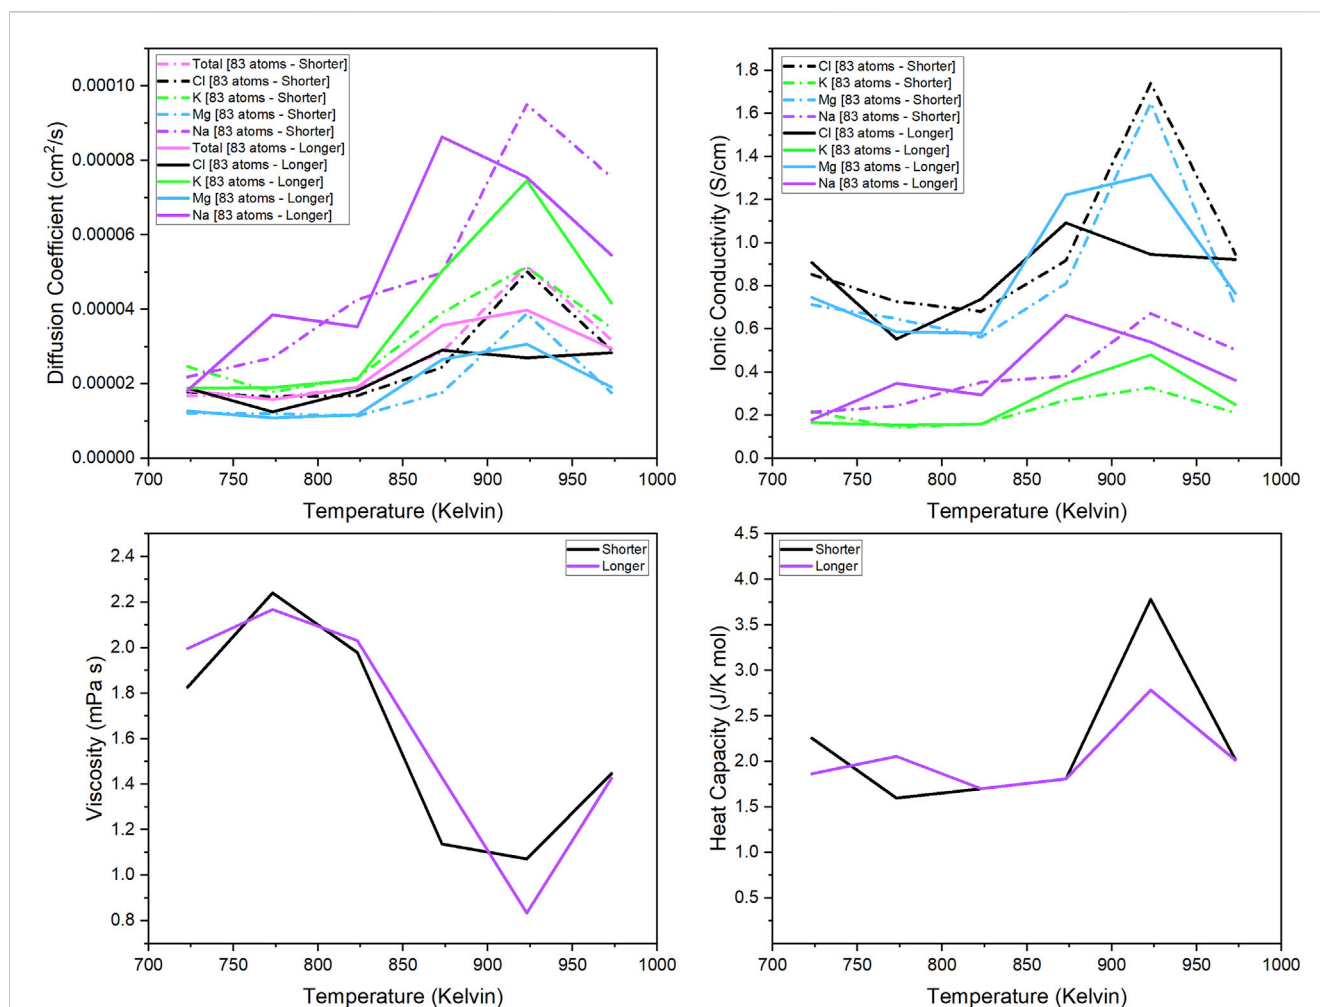 Diffusion Coefficient (cm²/s)
0.00010
0.00008
0.00006
0.00004
0.00002
0.00000
Total [83 atoms - Shorter]
Cl [83 atoms - Shorter]
K [83 atoms - Shorter]
Mg [83 atoms - Shorter]
Na [83 atoms - Shorter]
Total [83 atoms - Longer]
Cl [83 atoms - Longer]
K [83 atoms - Longer]
Mg [83 atoms - Longer]
Na [83 atoms - Longer]
700 750 800 850 900 950 1000
Temperature (Kelvin)
Ionic Conductivity (S/cm)
1.8
1.6
1.4
1.2
1.0
0.8
0.6
0.4
0.2
0.0
Cl [83 atoms - Shorter]
K [83 atoms - Shorter]
Mg [83 atoms - Shorter]
Na [83 atoms - Shorter]
Cl [83 atoms - Longer]
K [83 atoms - Longer]
Mg [83 atoms - Longer]
Na [83 atoms - Longer]
700 750 800 850 900 950 1000
Temperature (Kelvin)
Viscosity (mPa s)
2.4
2.2
2.0
1.8
1.6
1.4
1.2
1.0
0.8
Shorter
Longer
700 750 800 850 900 950 1000
Temperature (Kelvin)
Heat Capacity (J/K mol)
4.5
4.0
3.5
3.0
2.5
2.0
1.5
1.0
0.5
Shorter
Longer
700 750 800 850 900 950 1000
Temperature (Kelvin)